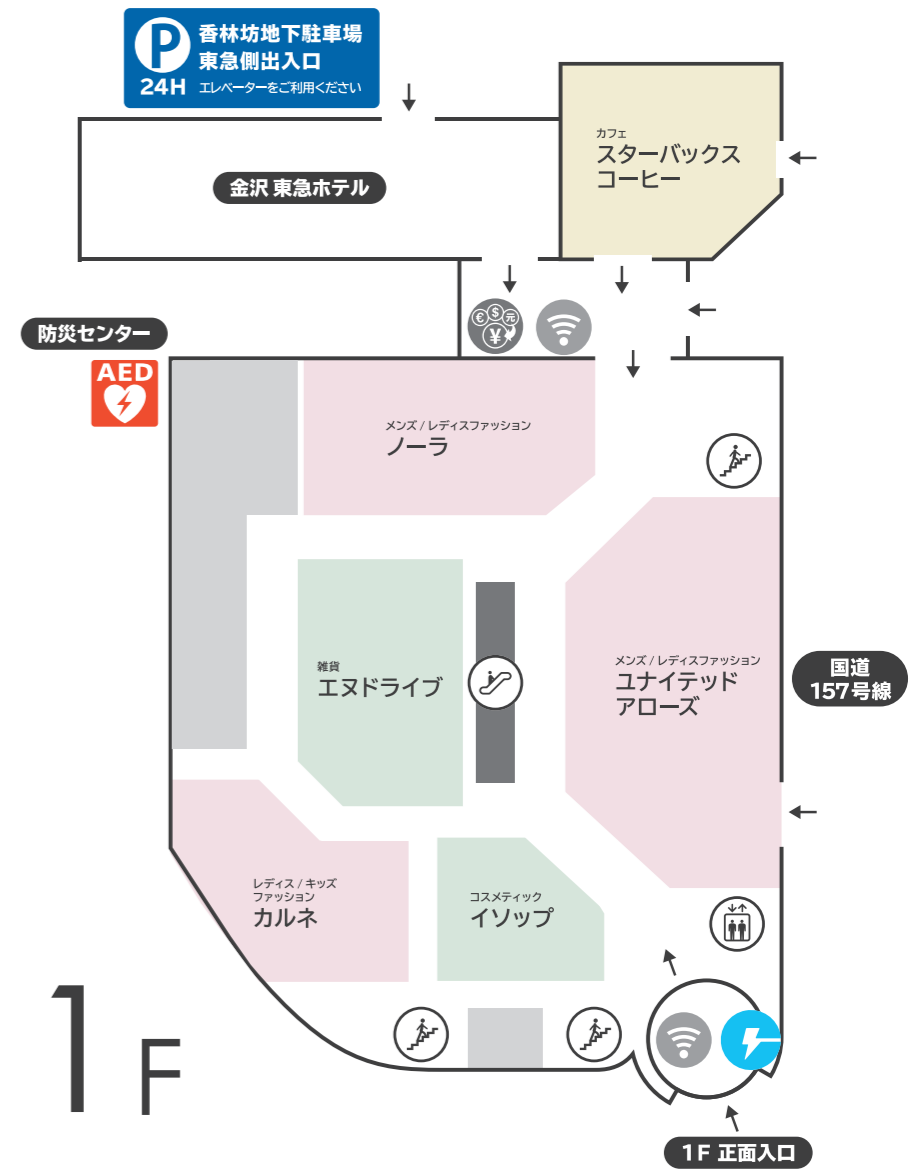 P
24H
香林坊地下駐車場
東急側出入口
エレベーターをご利用ください
カフェ
スターバックス
コーヒー
金沢 東急ホテル
€ $ 元
¥
防災センター
AED
メンズ / レディスファッション
ノーラ
雑貨
エヌドライブ
メンズ / レディスファッション
ユナイテッド
アローズ
国道
157号線
レディス / キッズ
ファッション
カルネ
コスメティック
イソップ
1F
1F 正面入口